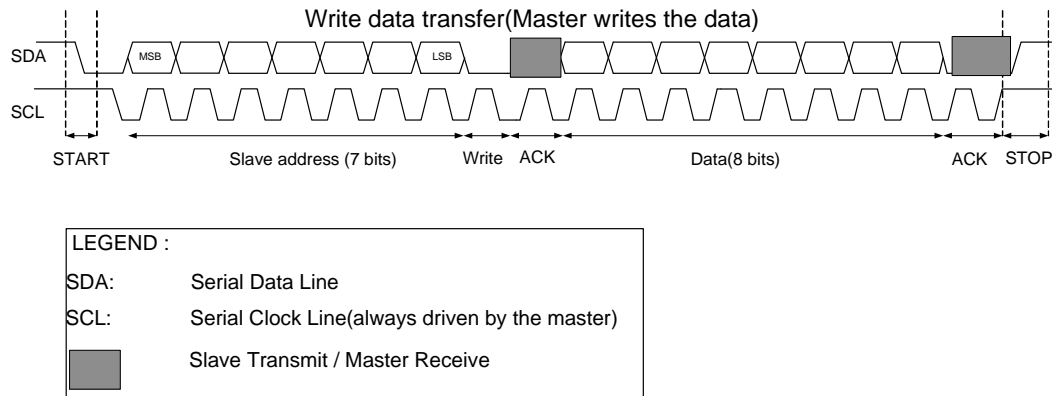 Write data transfer(Master writes the data)
SDA
MSB
LSB
SCL
START
Slave address (7 bits)
Write
ACK
Data(8 bits)
ACK
STOP
LEGEND :
SDA: Serial Data Line
SCL: Serial Clock Line(always driven by the master)
Slave Transmit / Master Receive